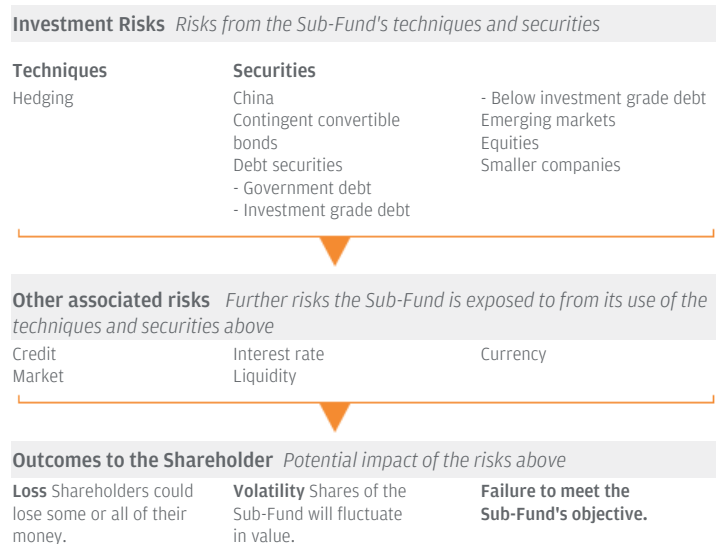 Investment Risks Risks from the Sub-Fund's techniques and securities
Techniques
Hedging
Securities
China
Contingent convertible
bonds
Debt securities
- Government debt
- Investment grade debt
- Below investment grade debt
Emerging markets
Equities
Smaller companies
Other associated risks Further risks the Sub-Fund is exposed to from its use of the
techniques and securities above
Credit
Market
Interest rate
Liquidity
Currency
Outcomes to the Shareholder Potential impact of the risks above
Loss Shareholders could
lose some or all of their
money.
Volatility Shares of the
Sub-Fund will fluctuate
in value.
Failure to meet the
Sub-Fund's objective.